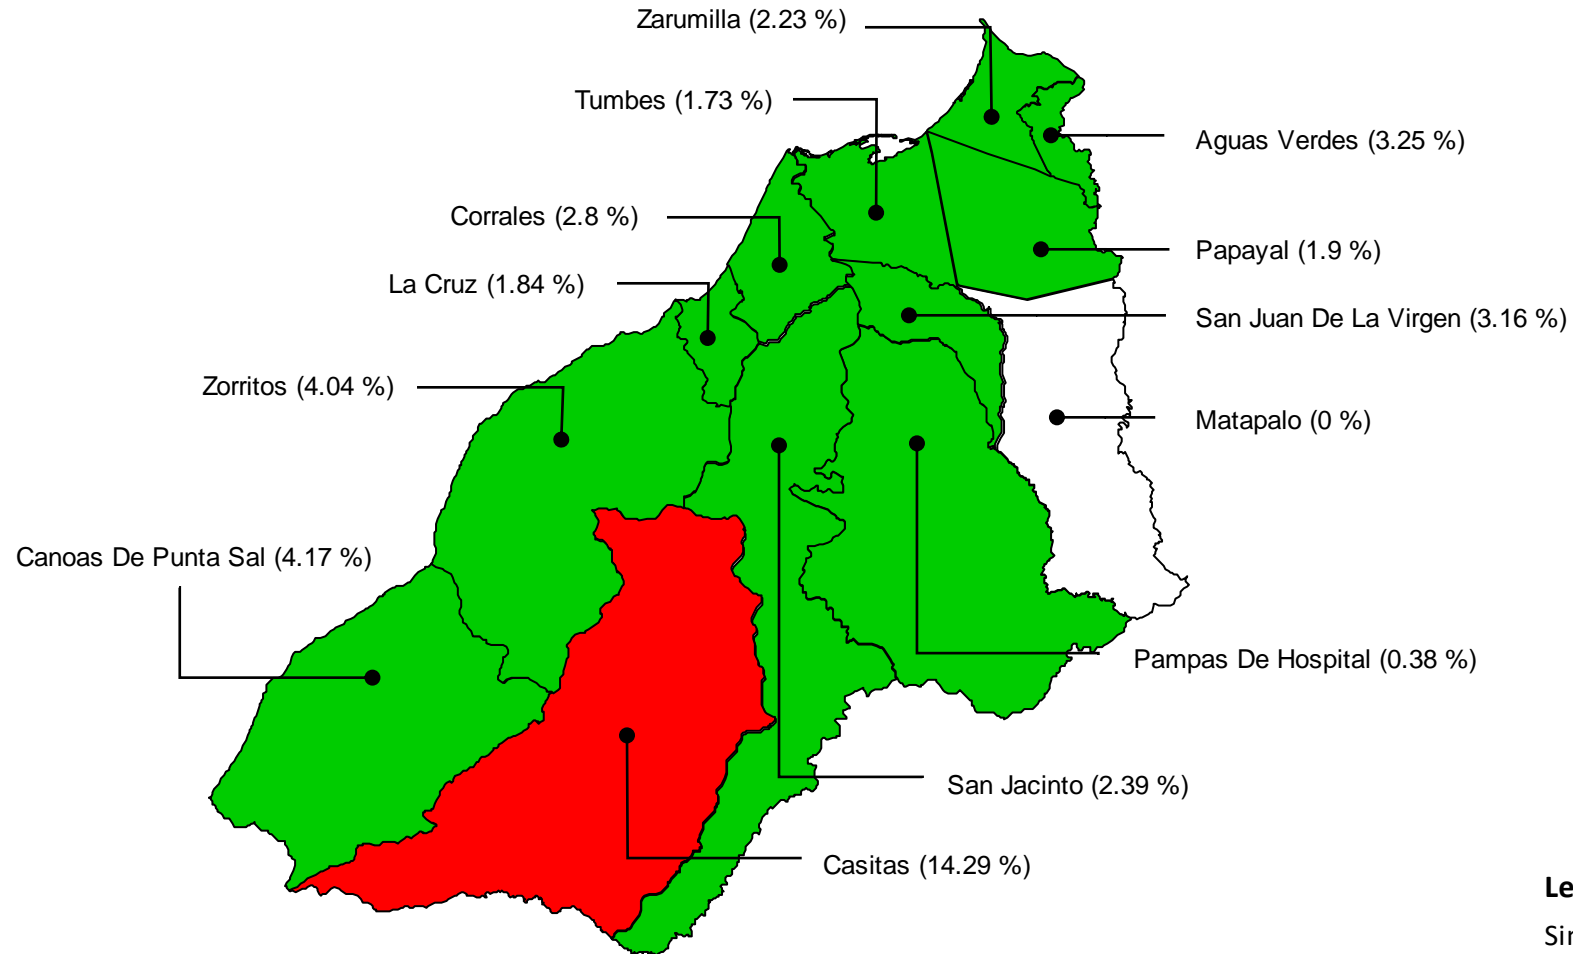 Zarumilla (2.23 %)
Tumbes (1.73 %)
Aguas Verdes (3.25 %)
Corrales (2.8 %)
Papayal (1.9 %)
La Cruz (1.84 %)
San Juan De La Virgen (3.16 %)
Zorritos (4.04 %)
Matapalo (0 %)
Canoas De Punta Sal (4.17 %)
Pampas De Hospital (0.38 %)
San Jacinto (2.39 %)
Casitas (14.29 %)
Le